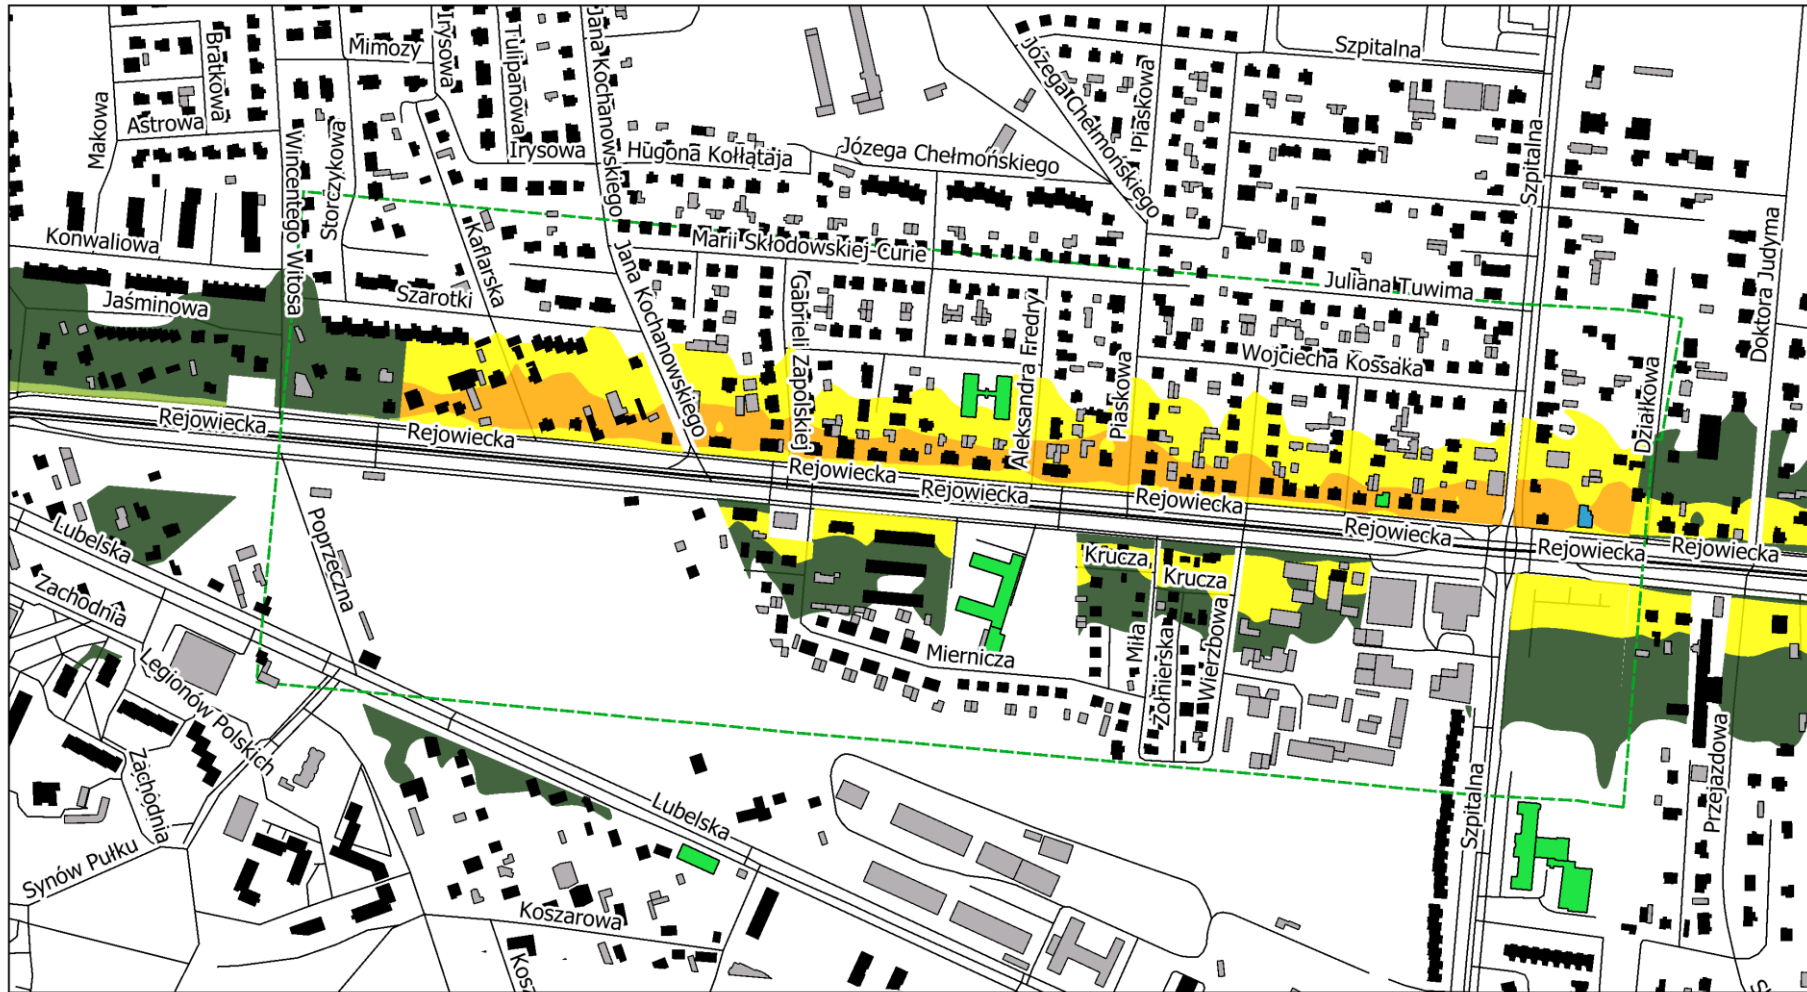 Irysowa
Jana Kochanowskiego
Bratkowa
Mimozy
Tulipanowa
Józega Chełmońskiego
Piaskowa
Szpitalna
Makowa
Astrowa
Wincentego Witosa
Storczykowa
Irysowa
Hugona Kołłątaja
Józega Chełmońskiego
Szpitalna
Konwaliowa
Kaflarska
Jana Kochanowskiego
Marii Skłodowskiej-Curie
Juliana Tuwima
Doktora Judyma
Jaśminowa
Szarotki
Gabrieli Zapolskiej
Aleksandra Fredry
Piaskowa
Wojciecha Kossaka
Działkowa
Rejowiecka
Rejowiecka
Rejowiecka
Rejowiecka
Rejowiecka
Rejowiecka
Rejowiecka
Rejowiecka
Lubelska
Poprzeczna
Krucza
Krucza
Zachodnia
Legionów Polskich
Miernicza
Miła
Żołnierska
Wierzbowa
Zachodnia
Lubelska
Szpitalna
Przejazdowa
Synów Pułku
Koszarowa
Kosz